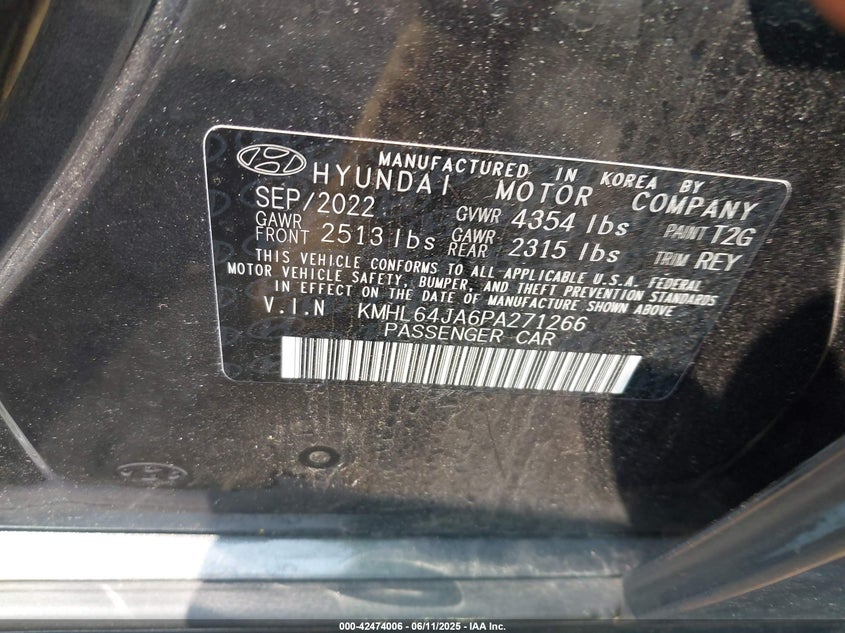 MANUFACTURED IN KOREA BY
HYUNDAI MOTOR COMPANY
SEP/2022 GVWR 4354 lbs PAINT T2G
GAWR FRONT 2513 lbs GAWR REAR 2315 lbs TRIM REY
THIS VEHICLE CONFORMS TO ALL APPLICABLE U.S.A. FEDERAL
MOTOR VEHICLE SAFETY, BUMPER, AND THEFT PREVENTION STANDARDS
IN EFFECT ON THE DATE OF MANUFACTURE SHOWN ABOVE.
V.I.N KMHL64JA6PA271266
PASSENGER CAR
000-42474006 - 06/11/2025 - IAA Inc.